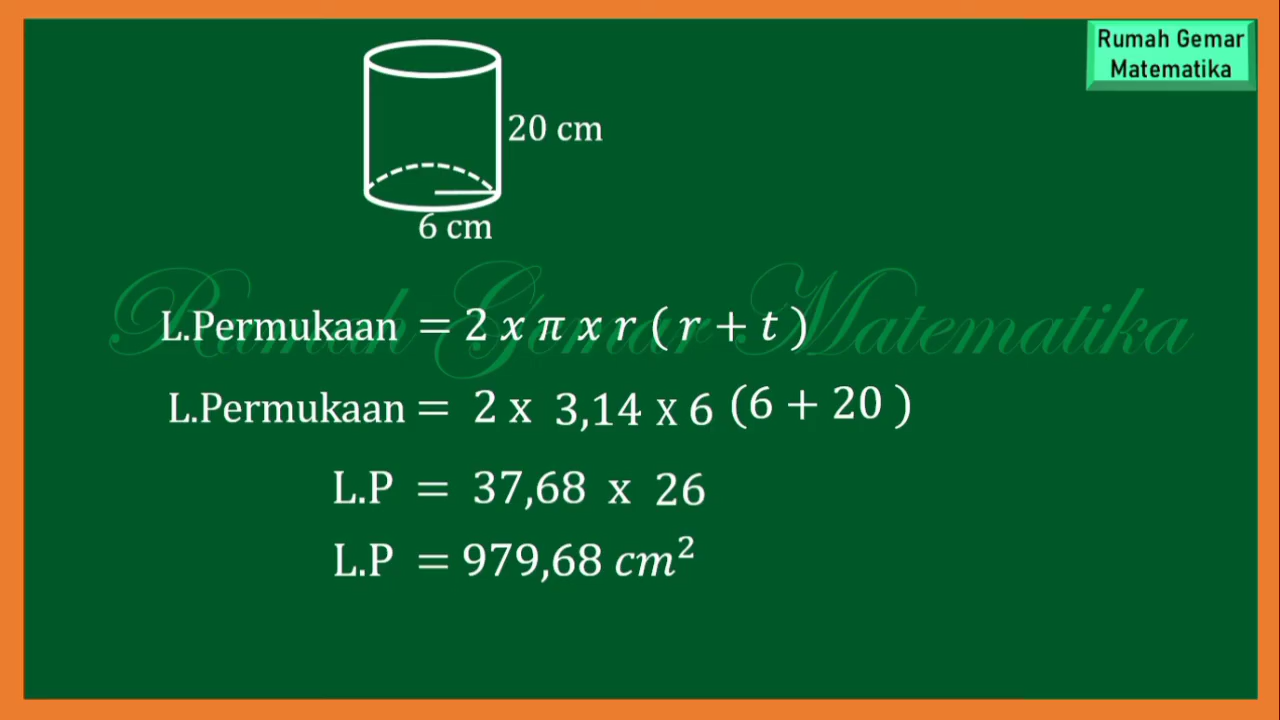 Rumah Gemar
Matematika
20 cm
6 cm
Rumah Gemar Matematika
L.Permukaan = 2 x π x r ( r + t )
L.Permukaan = 2 x 3,14 x 6 (6 + 20 )
L.P = 37,68 x 26
L.P = 979,68 cm²